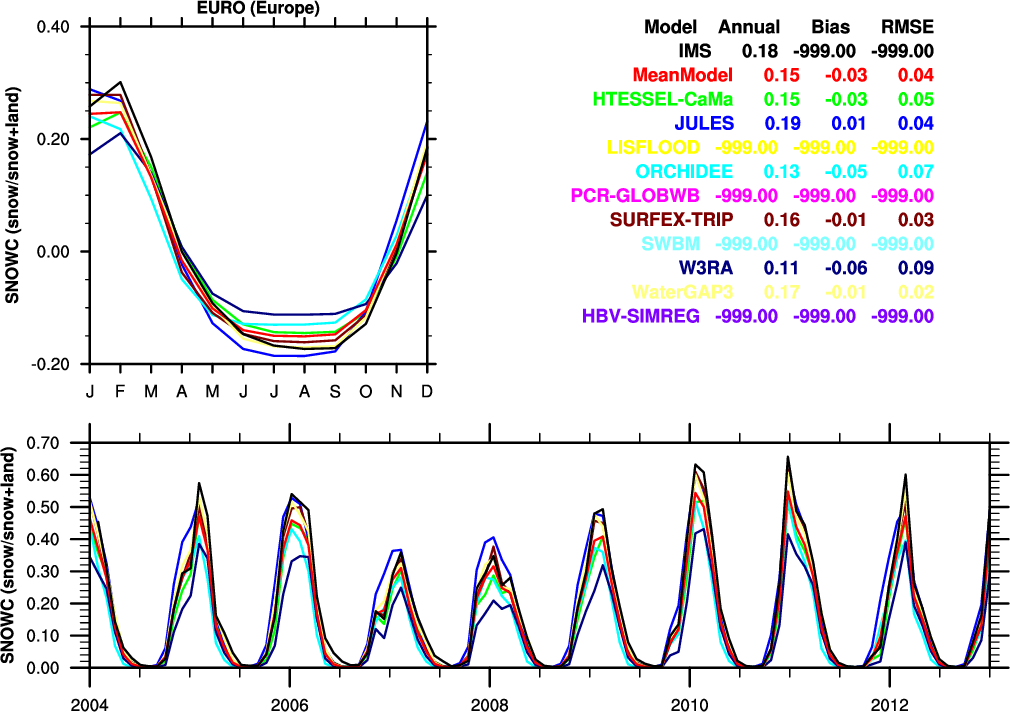 EURO (Europe)
0.40
0.20
0.00
-0.20
SNOWC (snow/snow+land)
J F M A M J J A S O N D
Model Annual Bias RMSE
IMS 0.18 -999.00 -999.00
MeanModel 0.15 -0.03 0.04
HTESSEL-CaMa 0.15 -0.03 0.05
JULES 0.19 0.01 0.04
LISFLOOD -999.00 -999.00 -999.00
ORCHIDEE 0.13 -0.05 0.07
PCR-GLOBWB -999.00 -999.00 -999.00
SURFEX-TRIP 0.16 -0.01 0.03
SWBM -999.00 -999.00 -999.00
W3RA 0.11 -0.06 0.09
WaterGAP3 0.17 -0.01 0.02
HBV-SIMREG -999.00 -999.00 -999.00
SNOWC (snow/snow+land)
0.70
0.60
0.50
0.40
0.30
0.20
0.10
0.00
2004 2006 2008 2010 2012